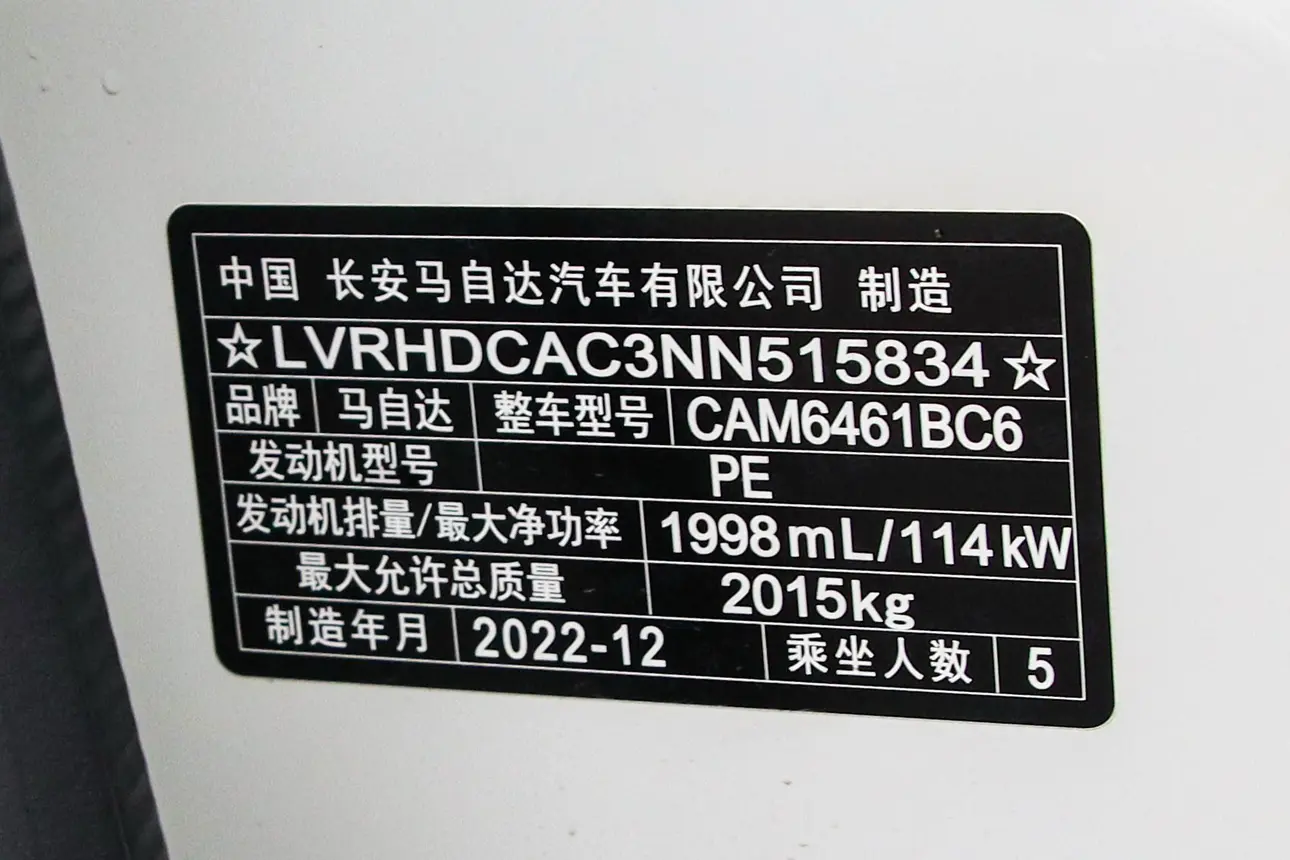 中国 长安马自达汽车有限公司 制造
☆LVRHDCAC3NN515834☆
品牌 马自达 整车型号 CAM6461BC6
发动机型号 PE
发动机排量/最大净功率 1998mL/114kW
最大允许总质量 2015kg
制造年月 2022-12 乘坐人数 5